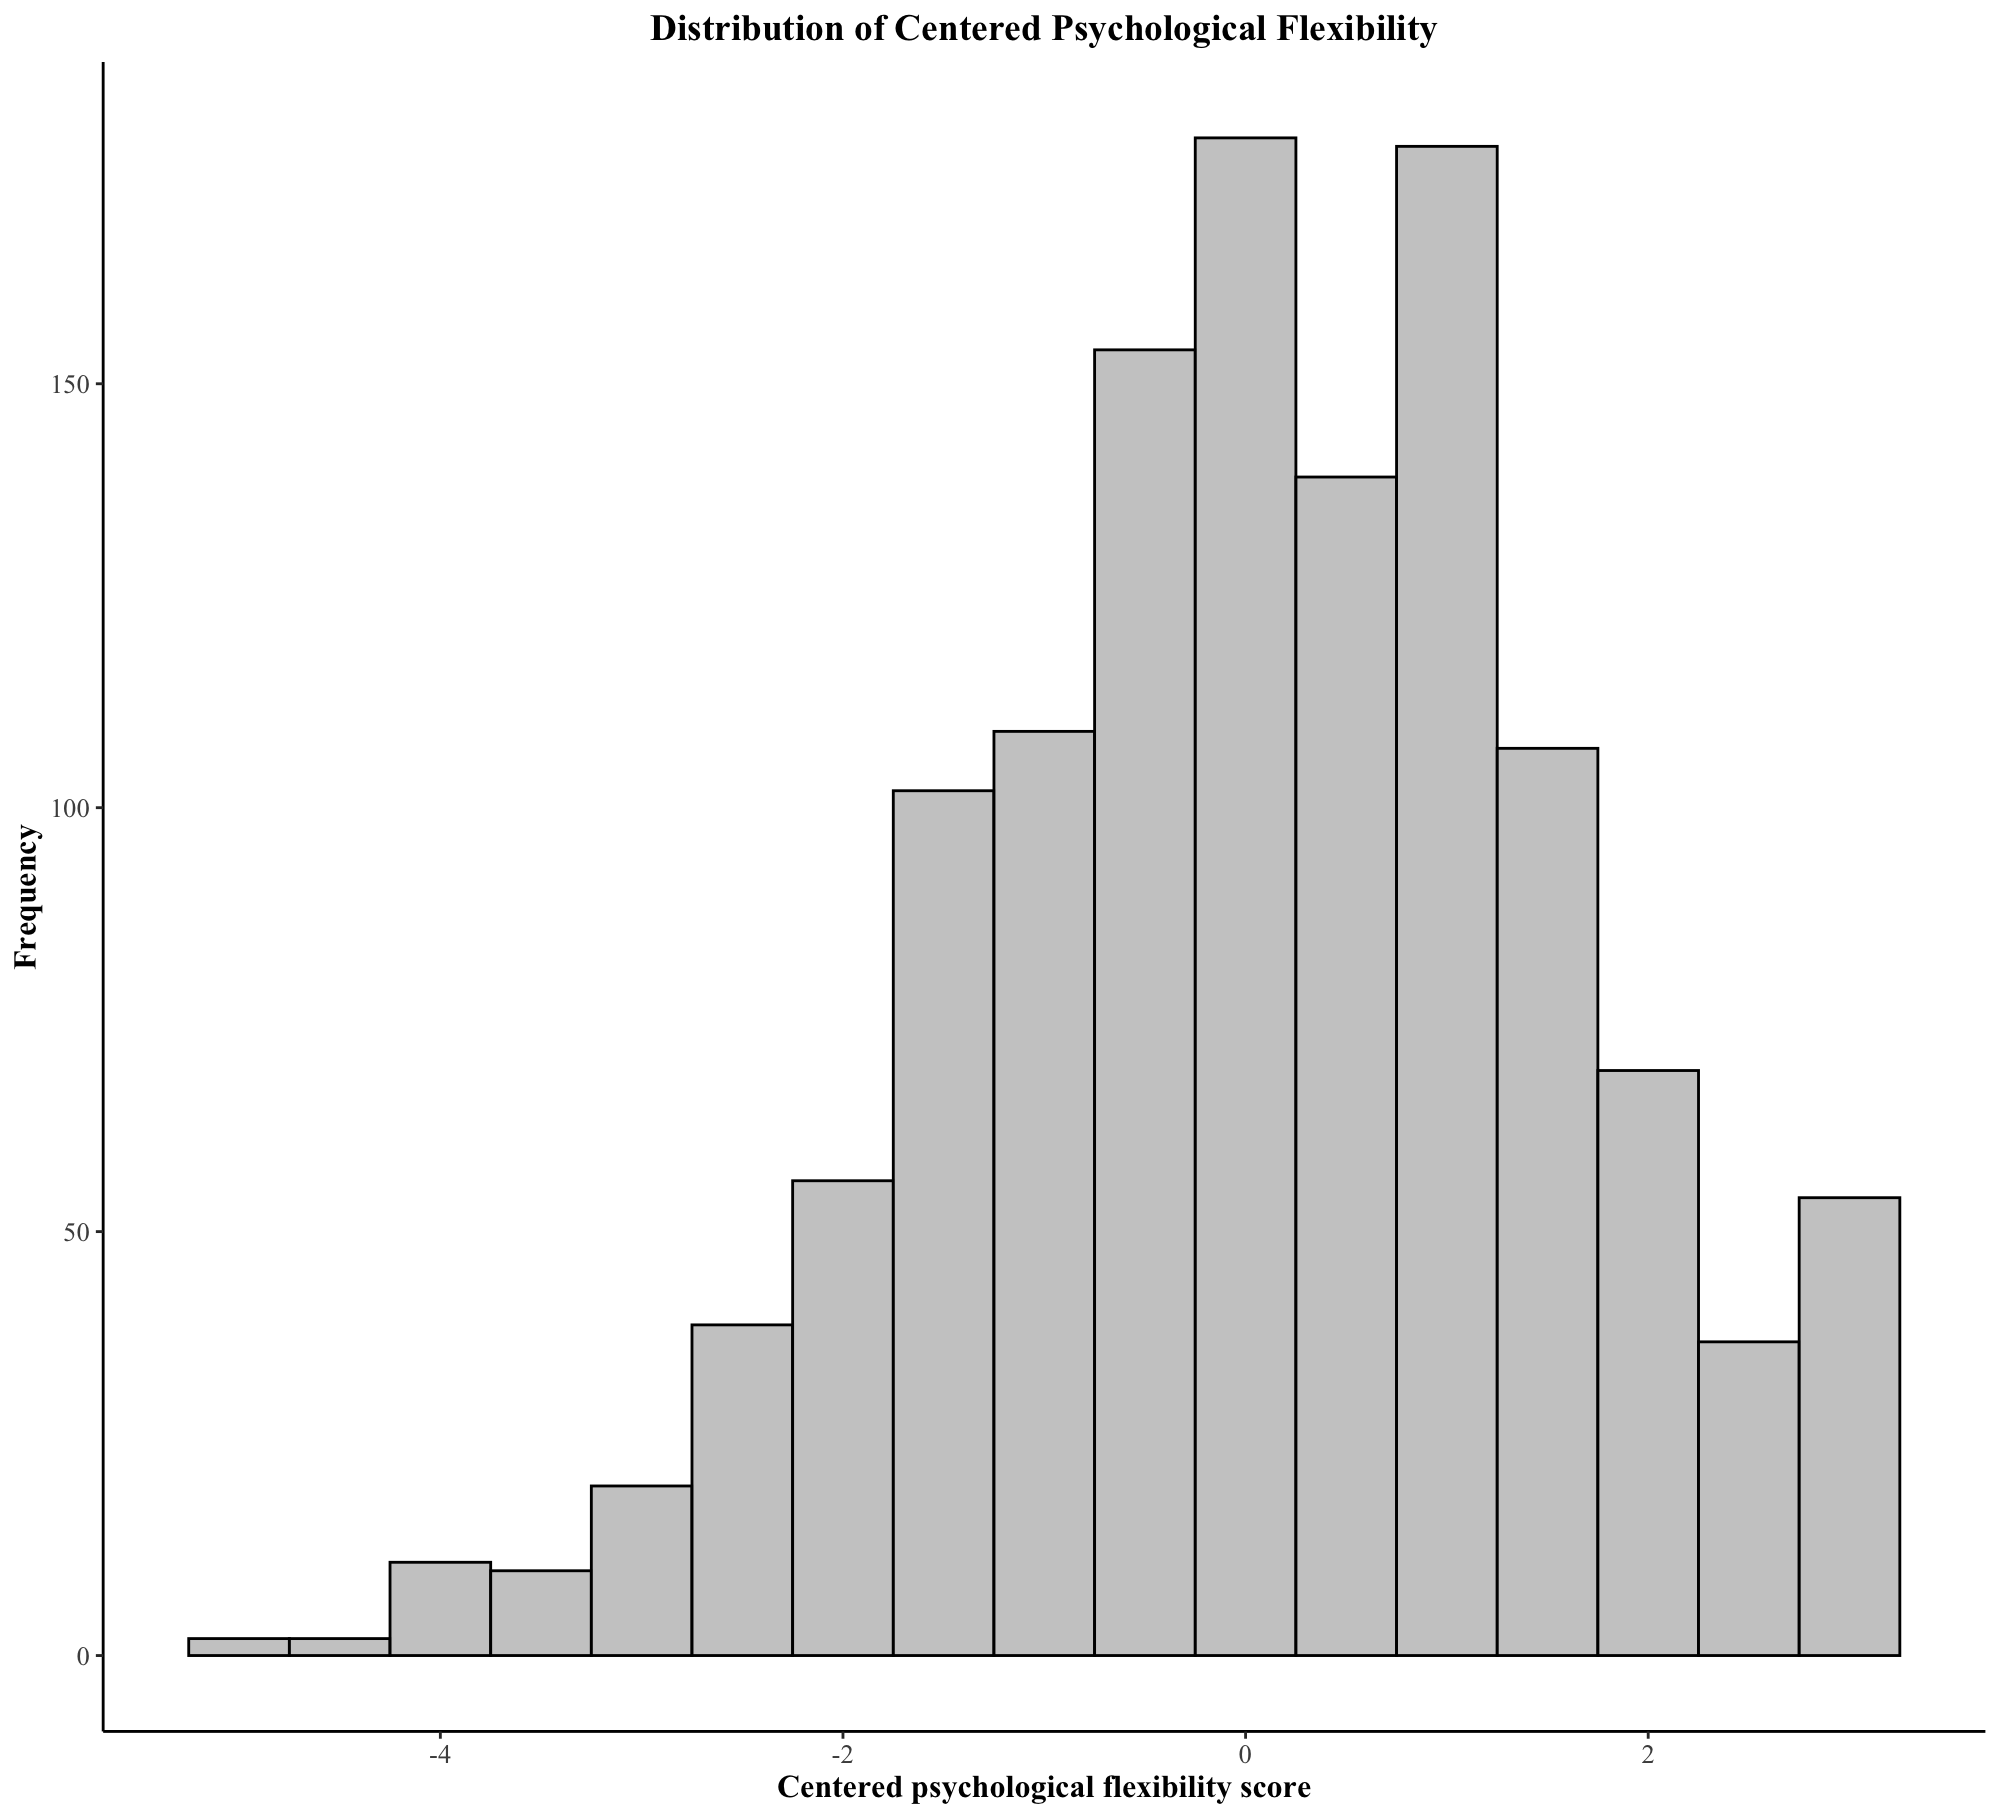 Distribution of Centered Psychological Flexibility
Frequency
150
100
50
0
-4 -2 0 2
Centered psychological flexibility score